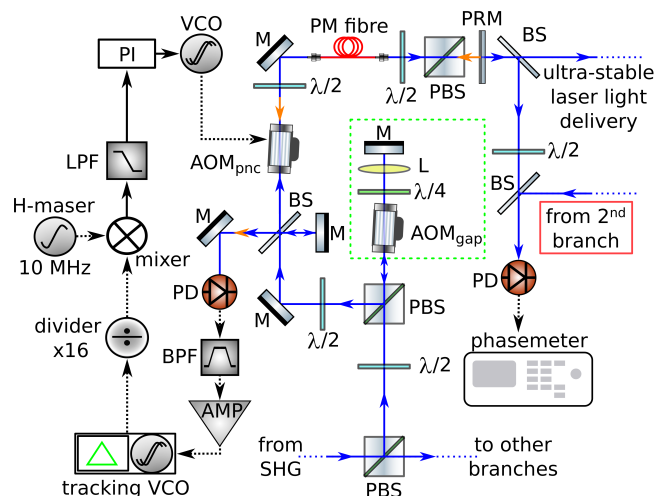 VCO
M
PM fibre
PRM
BS
PI
λ/2
λ/2
PBS
ultra-stable
laser light
delivery
M
LPF
AOMpnc
L
λ/4
λ/2
BS
H-maser
BS
M
AOMgap
from 2nd
branch
10 MHz
mixer
M
PD
M
PBS
PD
divider
x16
λ/2
phasemeter
BPF
λ/2
AMP
from
SHG
to other
branches
tracking VCO
PBS